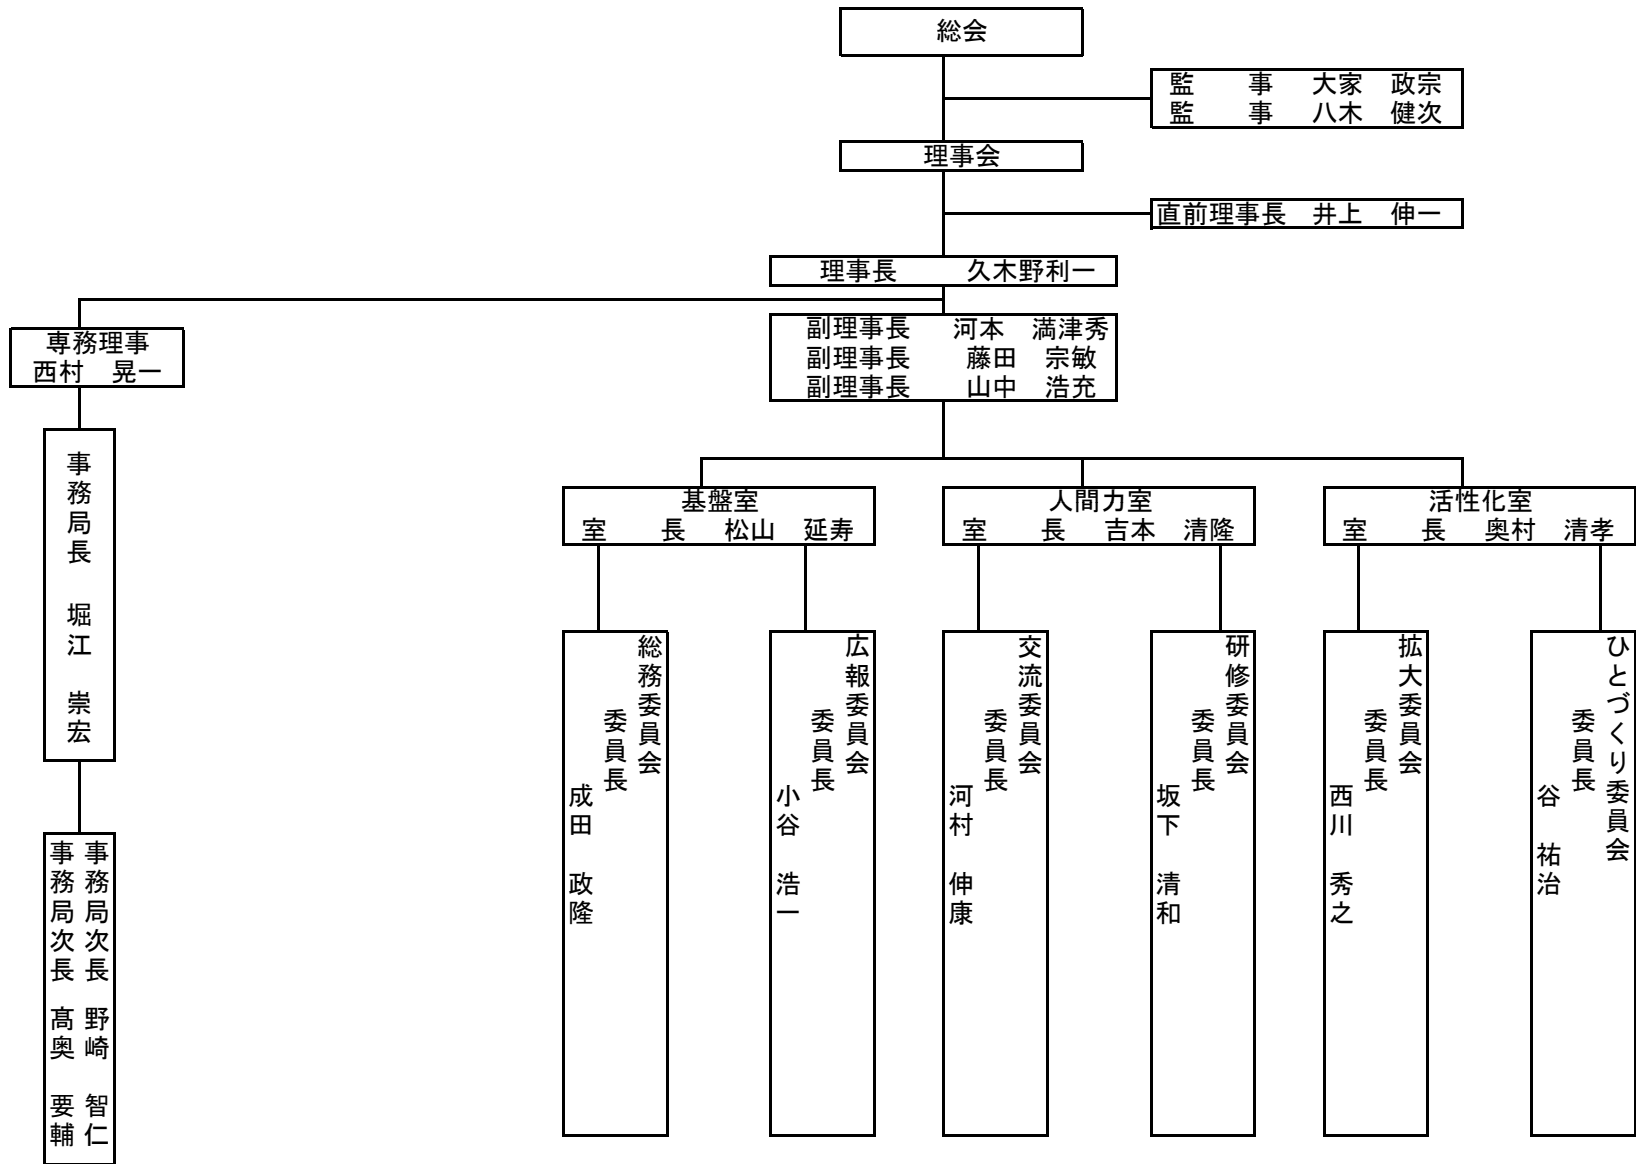 総会
監　事　大家　政宗
監　事　八木　健次
理事会
直前理事長　井上　伸一
理事長　久木野利一
専務理事
西村　晃一
副理事長　河本　満津秀
副理事長　藤田　宗敏
副理事長　山中　浩充
事務局長　堀江　崇宏
事務局次長　野崎　智仁
事務局次長　髙奥　要輔
基盤室
室　長　松山　延寿
人間力室
室　長　吉本　清隆
活性化室
室　長　奥村　清孝
総務委員会
委員長
成田　政隆
広報委員会
委員長
小谷　浩一
交流委員会
委員長
河村　伸康
研修委員会
委員長
坂下　清和
拡大委員会
委員長
西川　秀之
ひとづくり委員会
委員長
谷　祐治